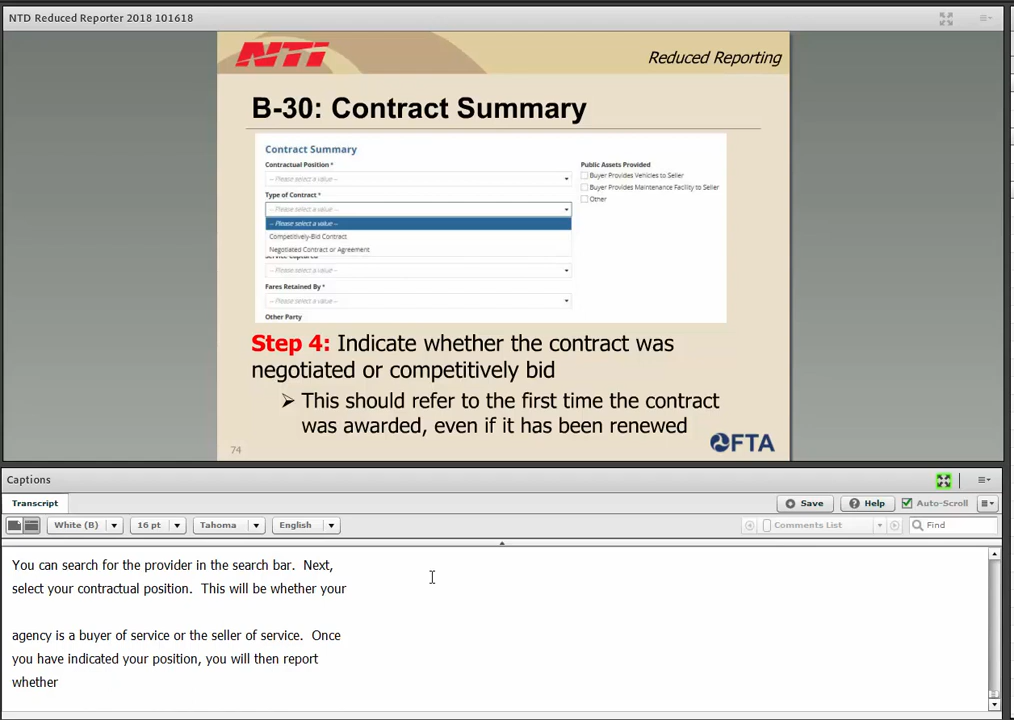 NTD Reduced Reporter 2018 101618
NTI
Reduced Reporting
B-30: Contract Summary
Contract Summary
Contractual Position *
-- Please select a value --
Type of Contract *
-- Please select a value --
-- Please select a value --
Competitively-Bid Contract
Negotiated Contract or Agreement
Service Captured
-- Please select a value --
Fares Retained By *
-- Please select a value --
Other Party
Public Assets Provided
Buyer Provides Vehicles to Seller
Buyer Provides Maintenance Facility to Seller
Other
Step 4: Indicate whether the contract was
negotiated or competitively bid
➢ This should refer to the first time the contract
was awarded, even if it has been renewed
74
FTA
Captions
Transcript
Save
Help
Auto-Scroll
White (B)
16 pt
Tahoma
English
Comments List
Find
You can search for the provider in the search bar.  Next,
select your contractual position.  This will be whether your
agency is a buyer of service or the seller of service.  Once
you have indicated your position, you will then report
whether